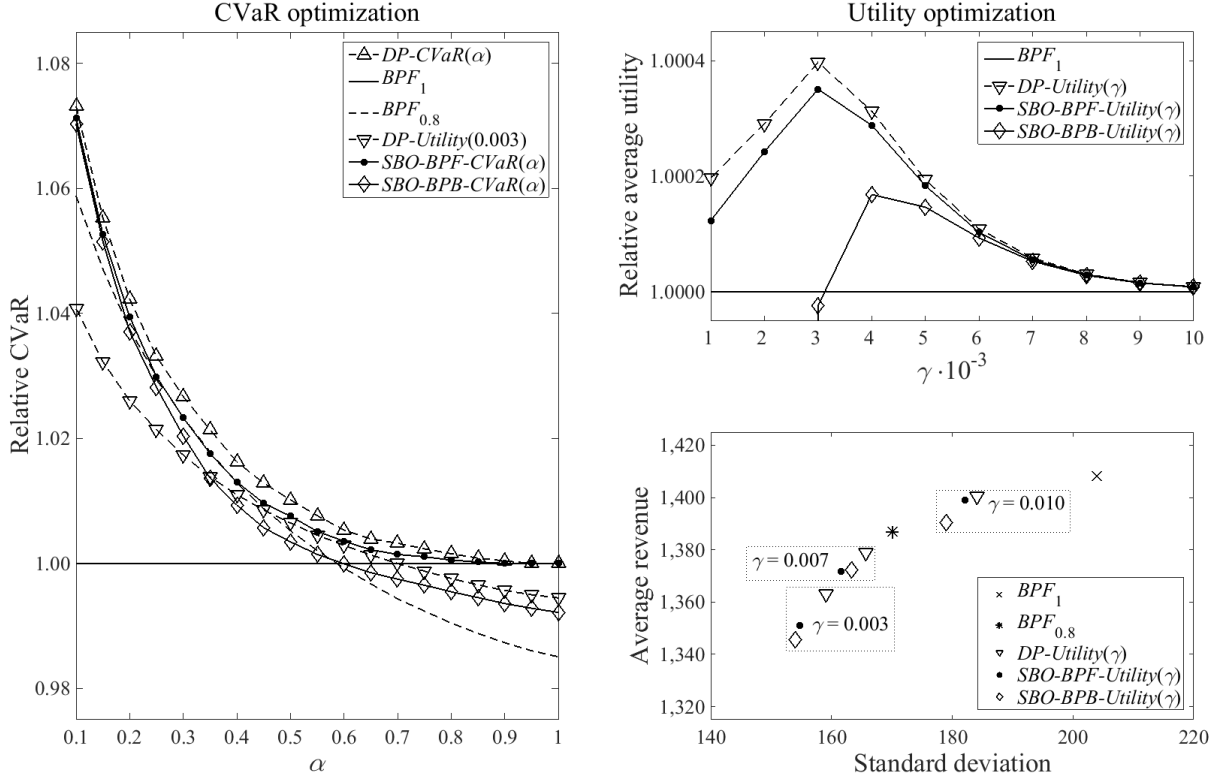 CVaR optimization
1.08
1.06
1.04
1.02
1.00
0.98
Relative CVaR
DP-CVaR(α)
BPF1
BPF0.8
DP-Utility(0.003)
SBO-BPF-CVaR(α)
SBO-BPB-CVaR(α)
0.1 0.2 0.3 0.4 0.5 0.6 0.7 0.8 0.9 1
α
Utility optimization
1.0004
1.0002
1.0000
Relative average utility
BPF1
DP-Utility(γ)
SBO-BPF-Utility(γ)
SBO-BPB-Utility(γ)
1 2 3 4 5 6 7 8 9 10
γ ·10-3
1,420
1,400
1,380
1,360
1,340
1,320
Average revenue
γ = 0.010
γ = 0.007
γ = 0.003
BPF1
BPF0.8
DP-Utility(γ)
SBO-BPF-Utility(γ)
SBO-BPB-Utility(γ)
140 160 180 200 220
Standard deviation